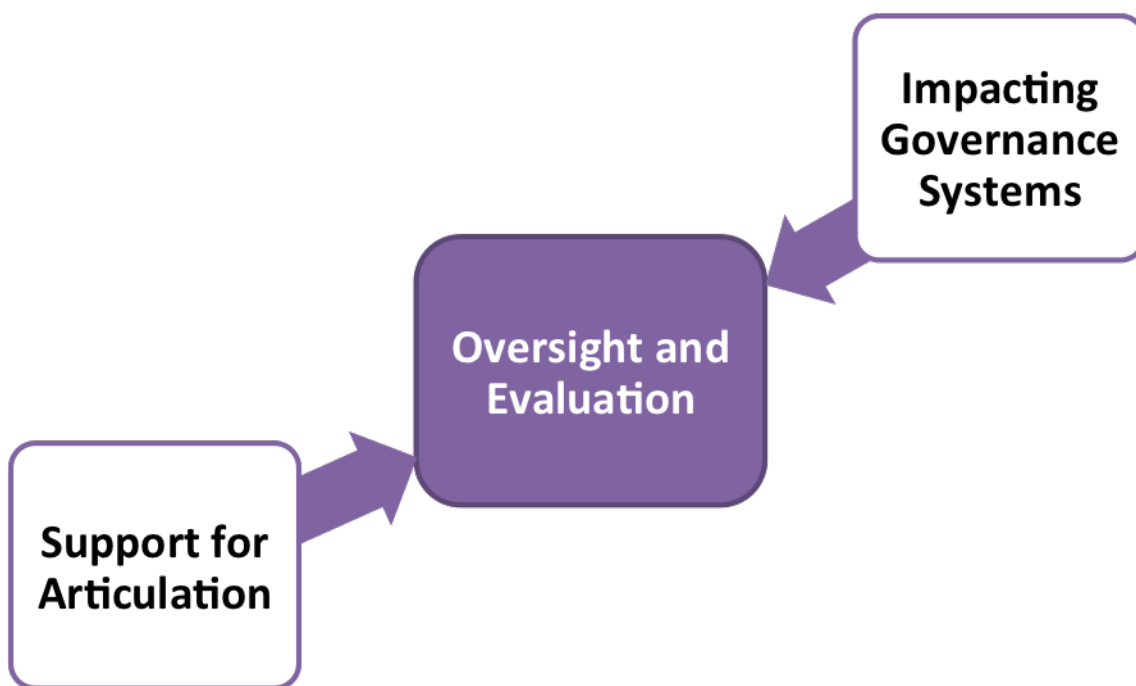 Impacting
Governance
Systems
Oversight and
Evaluation
Support for
Articulation